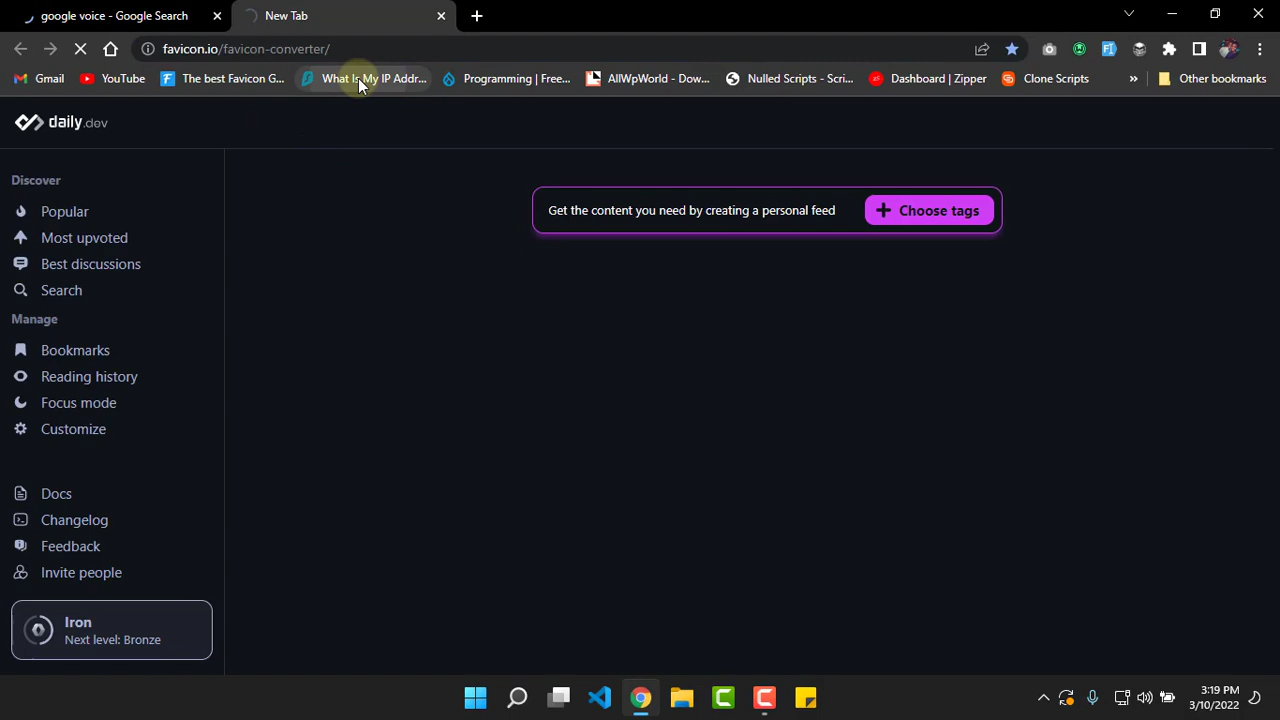 google voice - Google Search
New Tab
favicon.io/favicon-converter/
Gmail
YouTube
The best Favicon G...
What Is My IP Addr...
Programming | Free...
AllWpWorld - Dow...
Nulled Scripts - Scri...
Dashboard | Zipper
Clone Scripts
»
Other bookmarks
daily.dev
Discover
Popular
Most upvoted
Best discussions
Search
Manage
Bookmarks
Reading history
Focus mode
Customize
Docs
Changelog
Feedback
Invite people
Iron
Next level: Bronze
Get the content you need by creating a personal feed
Choose tags
3:19 PM
3/10/2022